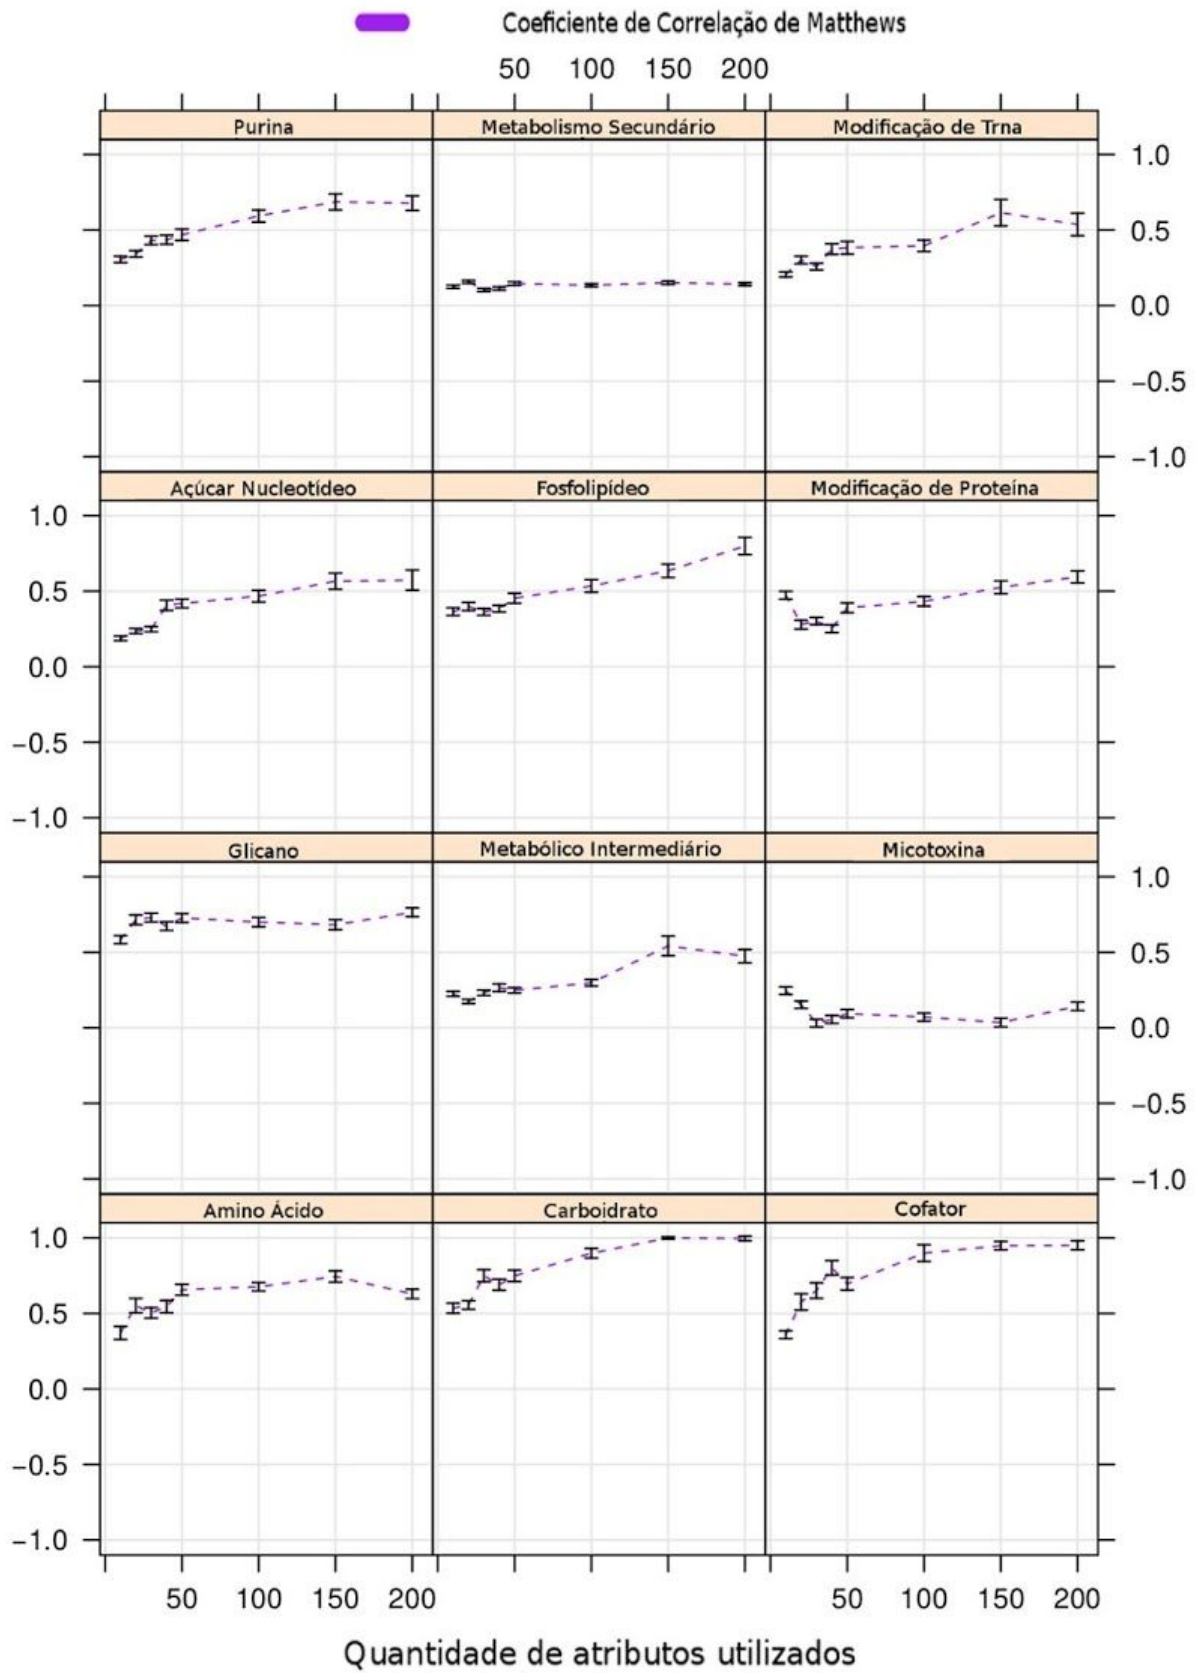 Coeficiente de Correlação de Matthews
50 100 150 200
Purina Metabolismo Secundário Modificação de Trna
1.0
0.5
0.0
−0.5
−1.0
Açúcar Nucleotídeo Fosfolipídeo Modificação de Proteína
1.0
0.5
0.0
−0.5
−1.0
Glicano Metabólico Intermediário Micotoxina
1.0
0.5
0.0
−0.5
−1.0
Amino Ácido Carboidrato Cofator
1.0
0.5
0.0
−0.5
−1.0
50 100 150 200 50 100 150 200
Quantidade de atributos utilizados